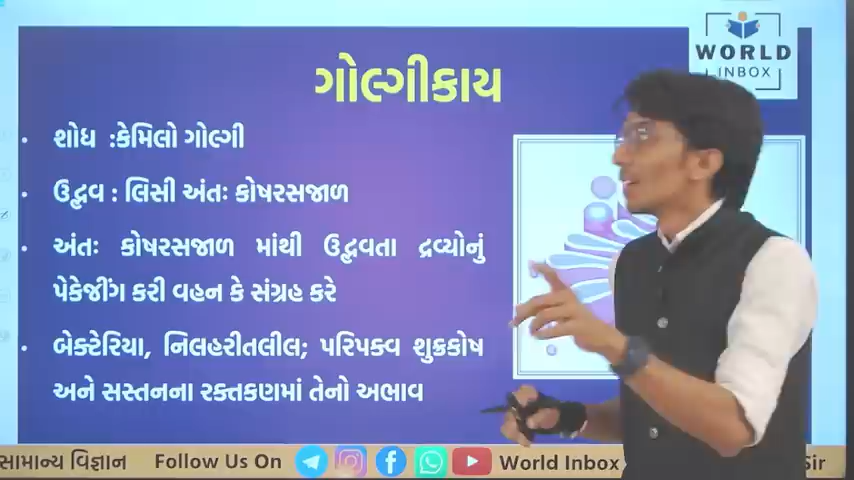 WORLD
INBOX
ગોલ્ગીકાય
શોધ :કેમિલો ગોલ્ગી
ઉદ્ભવ : લિસી અંતઃ કોષરસજાળ
અંતઃ કોષરસજાળ માંથી ઉદ્ભવતા દ્રવ્યોનું
પેકેજીંગ કરી વહન કે સંગ્રહ કરે
બેક્ટેરિયા, નિલહરીતલીલ; પરિપક્વ શુક્રકોષ
અને સસ્તનના રક્તકણમાં તેનો અભાવ
સામાન્ય વિજ્ઞાન Follow Us On World Inbox Sir